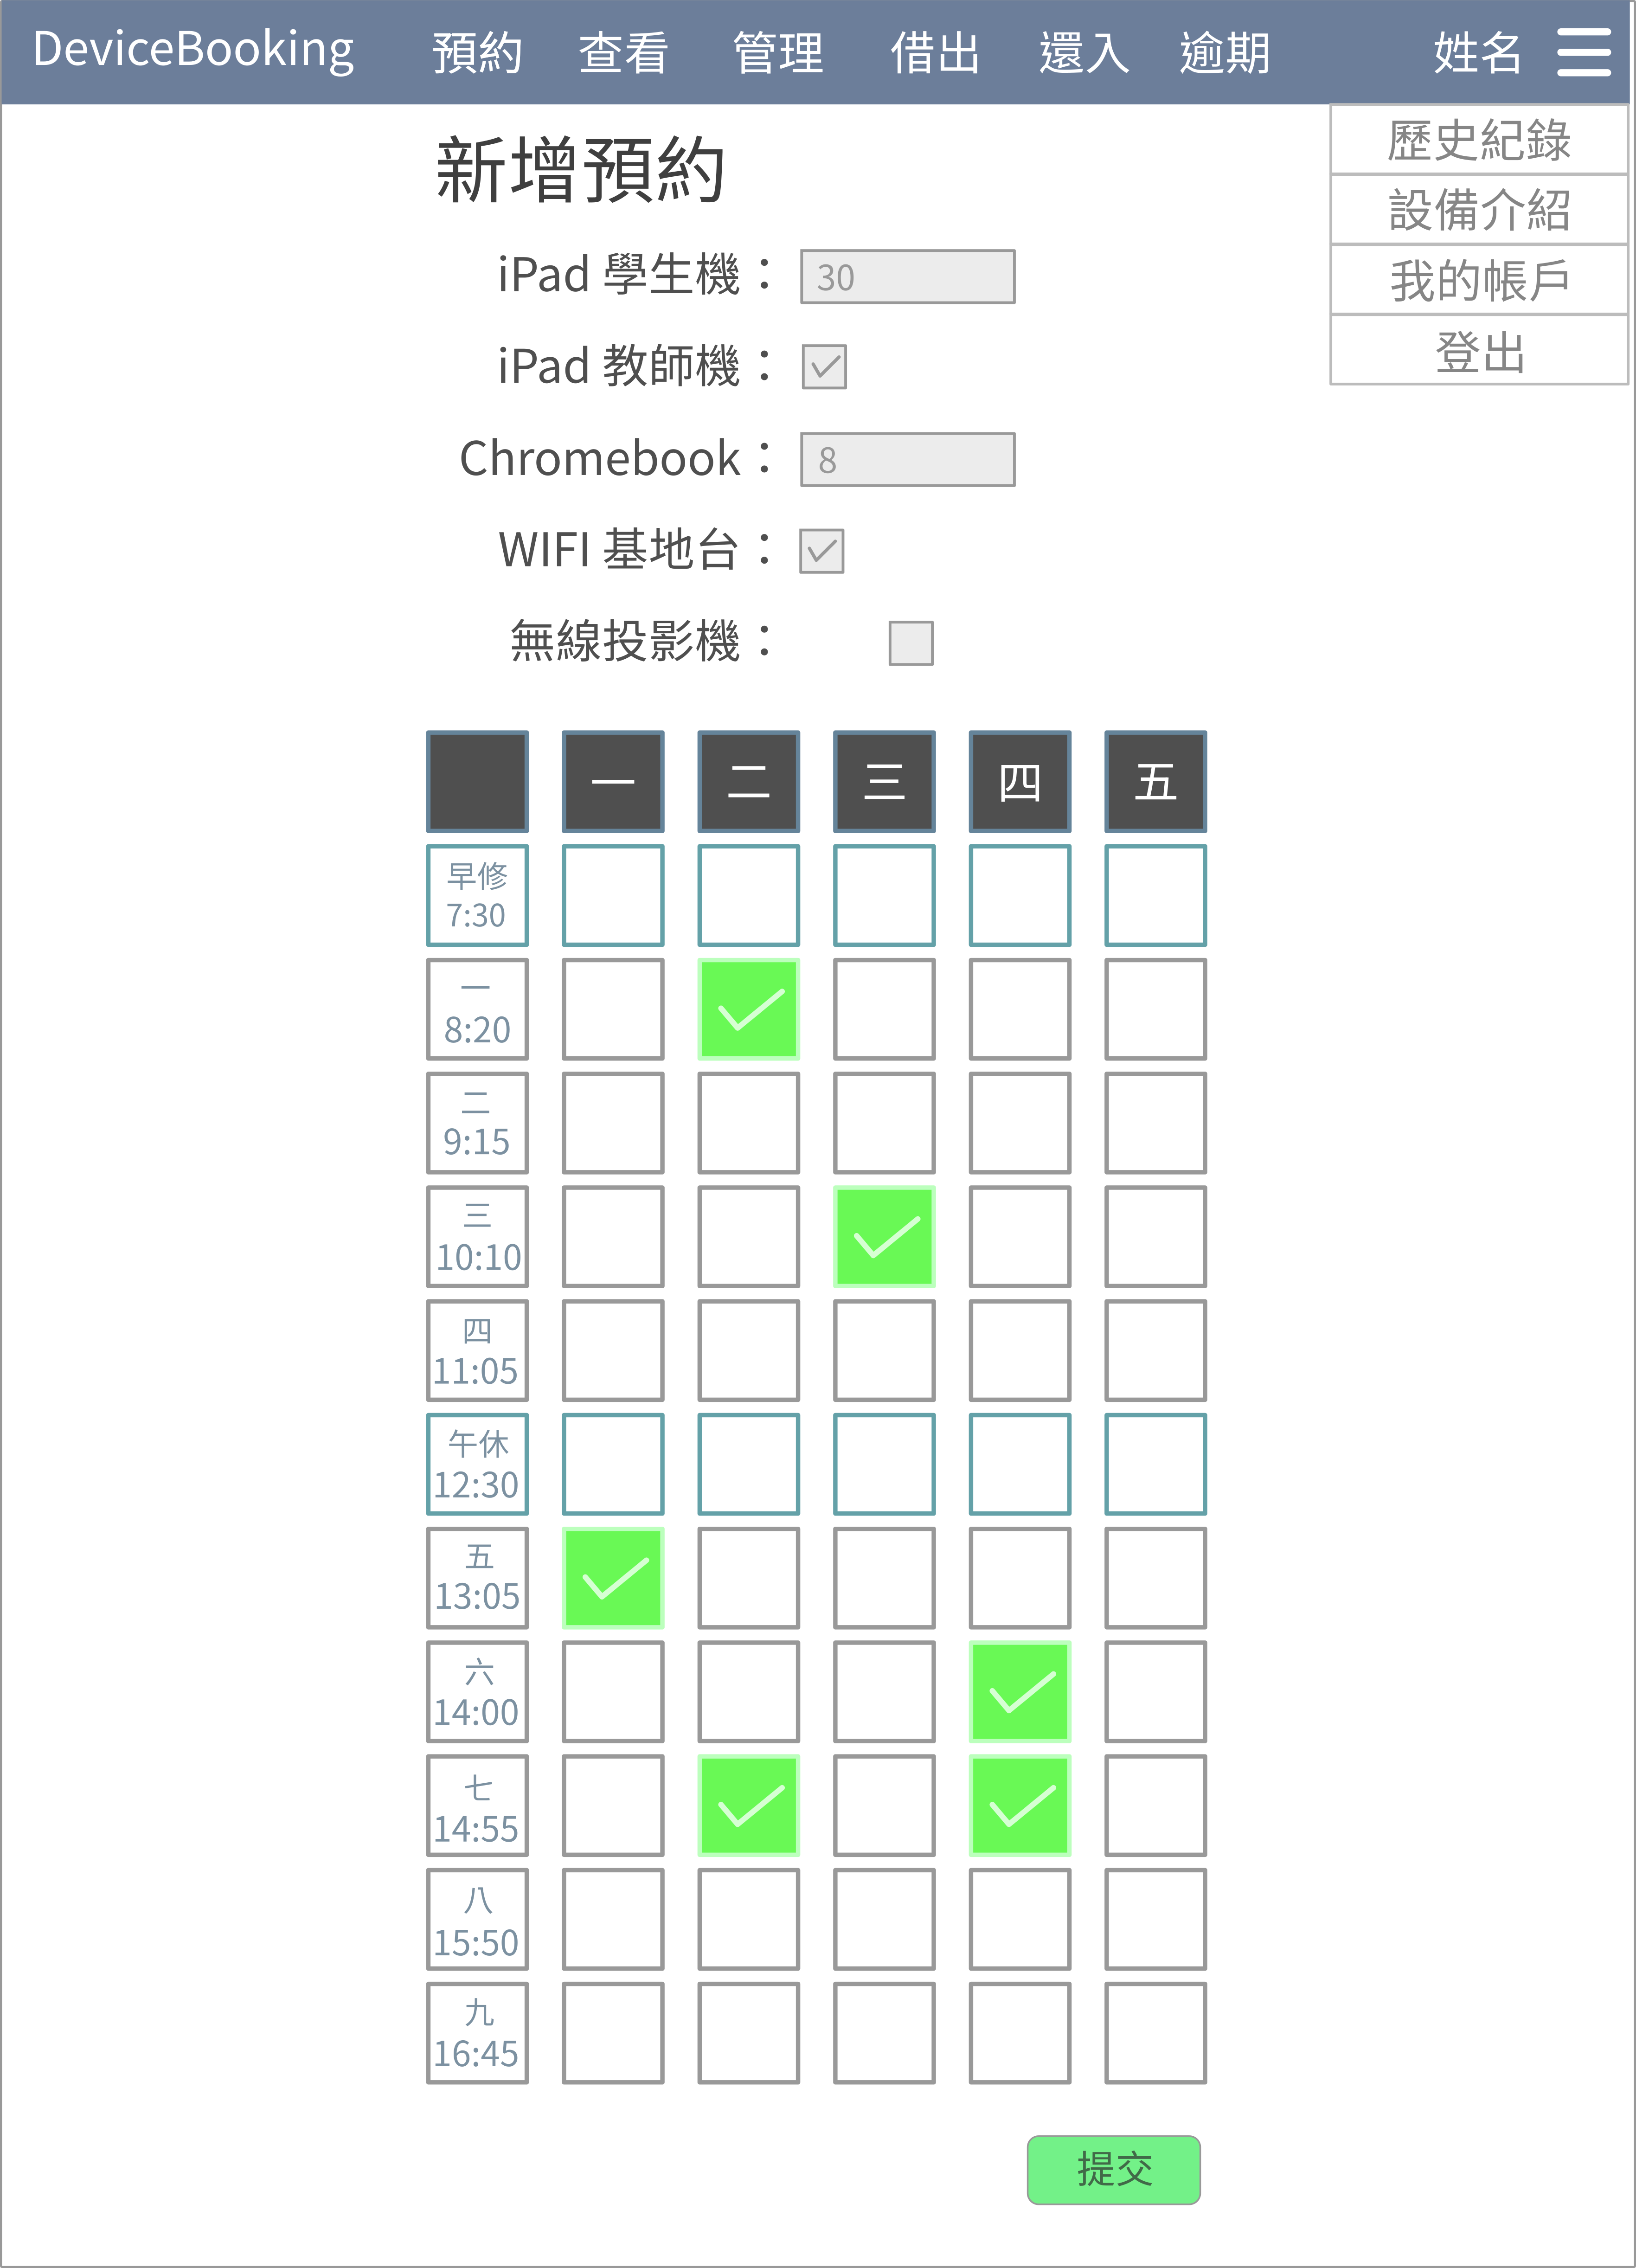 DeviceBooking 預約 查看 管理 借出 還入 逾期 姓名
歷史紀錄
設備介紹
我的帳戶
登出
新增預約
iPad 學生機： 30
iPad 教師機：
Chromebook： 8
WIFI 基地台：
無線投影機：
一 二 三 四 五
早修
7:30
一
8:20
二
9:15
三
10:10
四
11:05
午休
12:30
五
13:05
六
14:00
七
14:55
八
15:50
九
16:45
提交